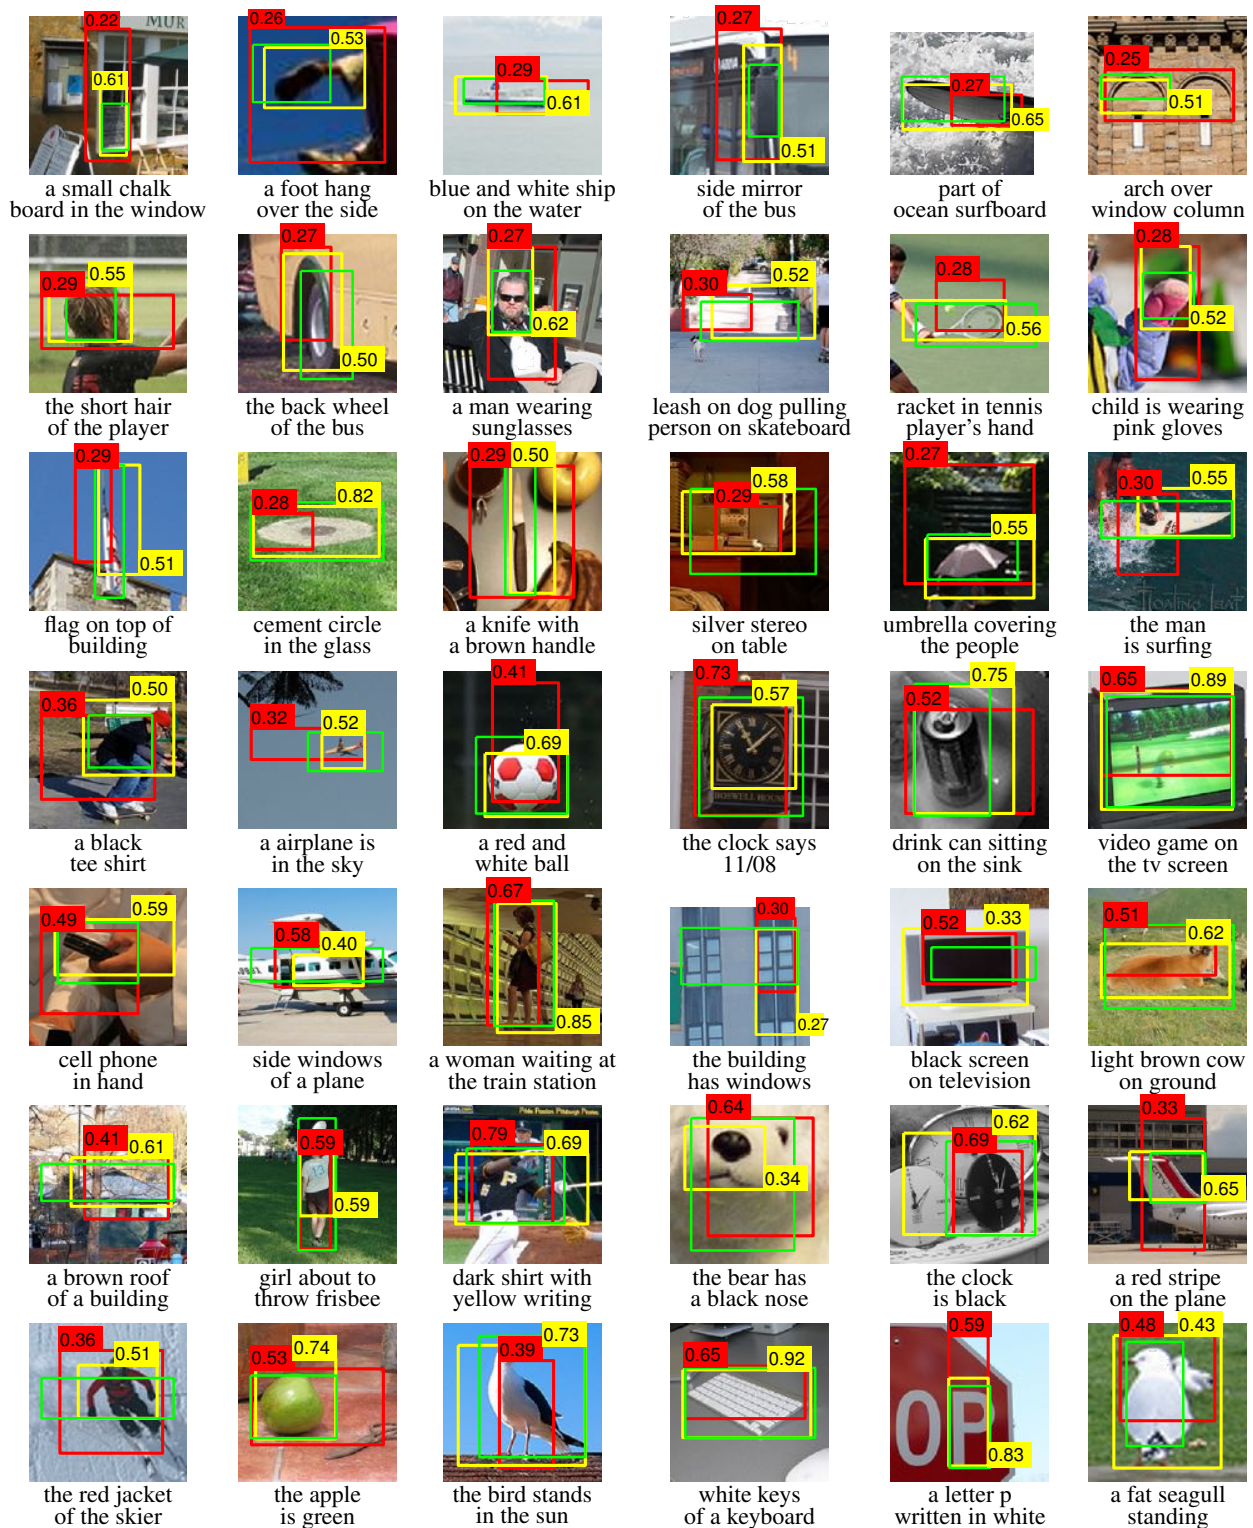 0.22
MUR
0.61
a small chalk
board in the window
0.26
0.53
a foot hang
over the side
0.29
0.61
blue and white ship
on the water
0.27
4
0.51
side mirror
of the bus
0.27
0.65
part of
ocean surfboard
0.25
0.51
arch over
window column
0.29
0.55
the short hair
of the player
0.27
0.50
the back wheel
of the bus
0.27
0.62
a man wearing
sunglasses
0.30
0.52
leash on dog pulling
person on skateboard
0.28
0.56
racket in tennis
player's hand
0.28
0.52
child is wearing
pink gloves
0.29
0.51
flag on top of
building
0.28
0.82
cement circle
in the glass
0.29
0.50
a knife with
a brown handle
0.29
0.58
silver stereo
on table
0.27
0.55
umbrella covering
the people
0.30
0.55
the man
is surfing
0.36
0.50
a black
tee shirt
0.32
0.52
a airplane is
in the sky
0.41
0.69
a red and
white ball
0.73
0.57
ROSWELL HOUSE
the clock says
11/08
0.52
0.75
drink can sitting
on the sink
0.65
0.89
video game on
the tv screen
0.49
0.59
cell phone
in hand
0.58
0.40
side windows
of a plane
0.67
0.85
a woman waiting at
the train station
0.30
0.27
the building
has windows
0.52
0.33
black screen
on television
0.51
0.62
light brown cow
on ground
0.41
0.61
a brown roof
of a building
0.59
13
0.59
girl about to
throw frisbee
0.79
0.69
P
dark shirt with
yellow writing
0.64
0.34
the bear has
a black nose
0.62
0.69
the clock
is black
0.33
0.65
a red stripe
on the plane
0.36
0.51
the red jacket
of the skier
0.53
0.74
the apple
is green
0.39
0.73
the bird stands
in the sun
0.65
0.92
white keys
of a keyboard
0.59
OP
0.83
a letter p
written in white
0.48
0.43
a fat seagull
standing